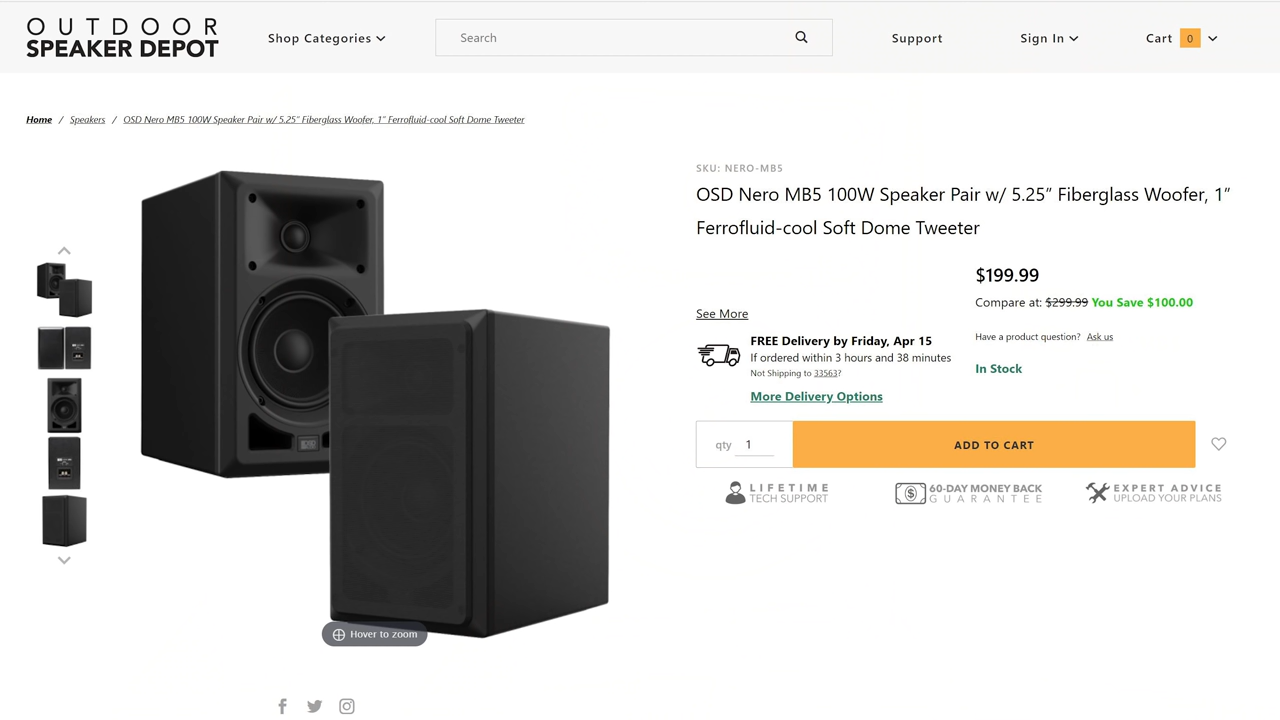 OUTDOOR
SPEAKER DEPOT
Shop Categories
Search
Support
Sign In
Cart 0
Home / Speakers / OSD Nero MB5 100W Speaker Pair w/ 5.25” Fiberglass Woofer, 1” Ferrofluid-cool Soft Dome Tweeter
SKU: NERO-MB5
OSD Nero MB5 100W Speaker Pair w/ 5.25” Fiberglass Woofer, 1”
Ferrofluid-cool Soft Dome Tweeter
$199.99
Compare at: $299.99 You Save $100.00
See More
Have a product question? Ask us
FREE Delivery by Friday, Apr 15
If ordered within 3 hours and 38 minutes
Not Shipping to 33563?
In Stock
More Delivery Options
qty 1
ADD TO CART
LIFETIME
TECH SUPPORT
60-DAY MONEY BACK
GUARANTEE
EXPERT ADVICE
UPLOAD YOUR PLANS
Hover to zoom